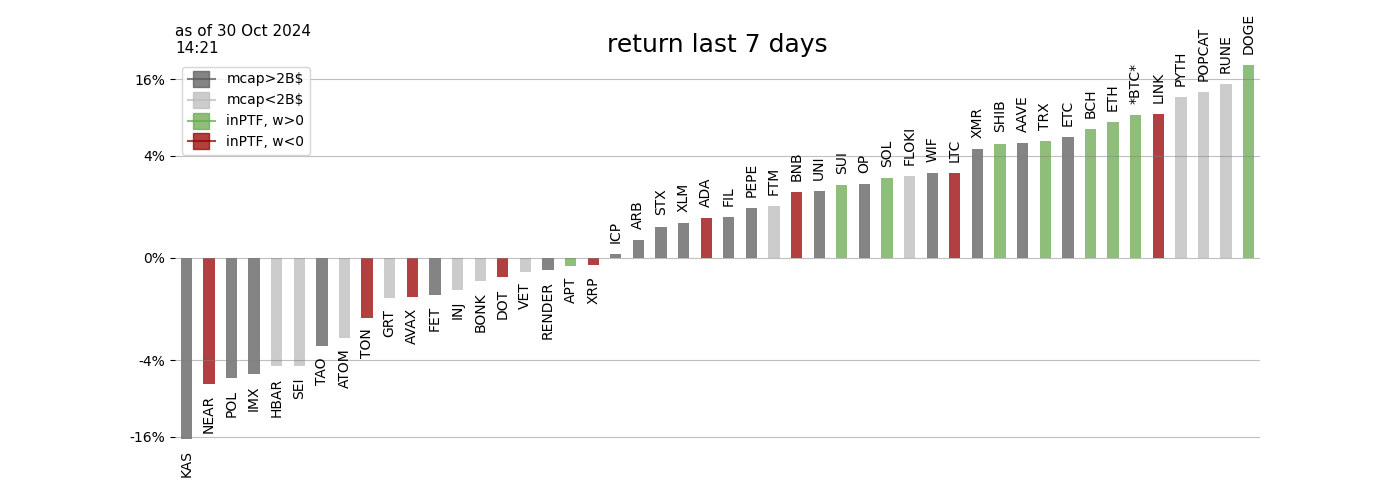 as of 30 Oct 2024
14:21
return last 7 days
mcap>2B$
mcap<2B$
inPTF, w>0
inPTF, w<0
16%
4%
0%
-4%
-16%
KAS
NEAR
POL
IMX
HBAR
SEI
TAO
ATOM
TON
GRT
AVAX
FET
INJ
BONK
DOT
VET
RENDER
APT
XRP
ICP
ARB
STX
XLM
ADA
FIL
PEPE
FTM
BNB
UNI
SUI
OP
SOL
FLOKI
WIF
LTC
XMR
SHIB
AAVE
TRX
ETC
BCH
ETH
*BTC*
LINK
PYTH
POPCAT
RUNE
DOGE